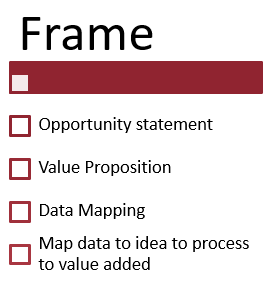 Frame
Opportunity statement
Value Proposition
Data Mapping
Map data to idea to process
to value added